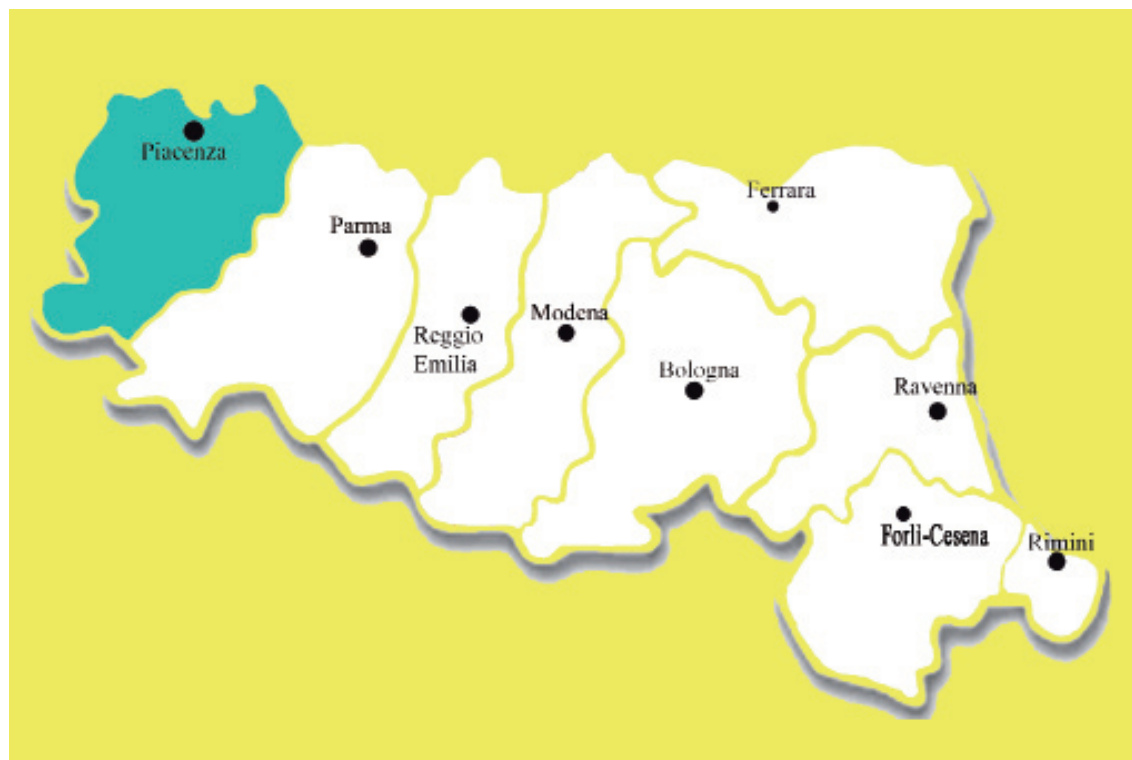 Piacenza
Ferrara
Parma
Modena
Reggio
Emilia
Bologna
Ravenna
Forlì-Cesena
Rimini